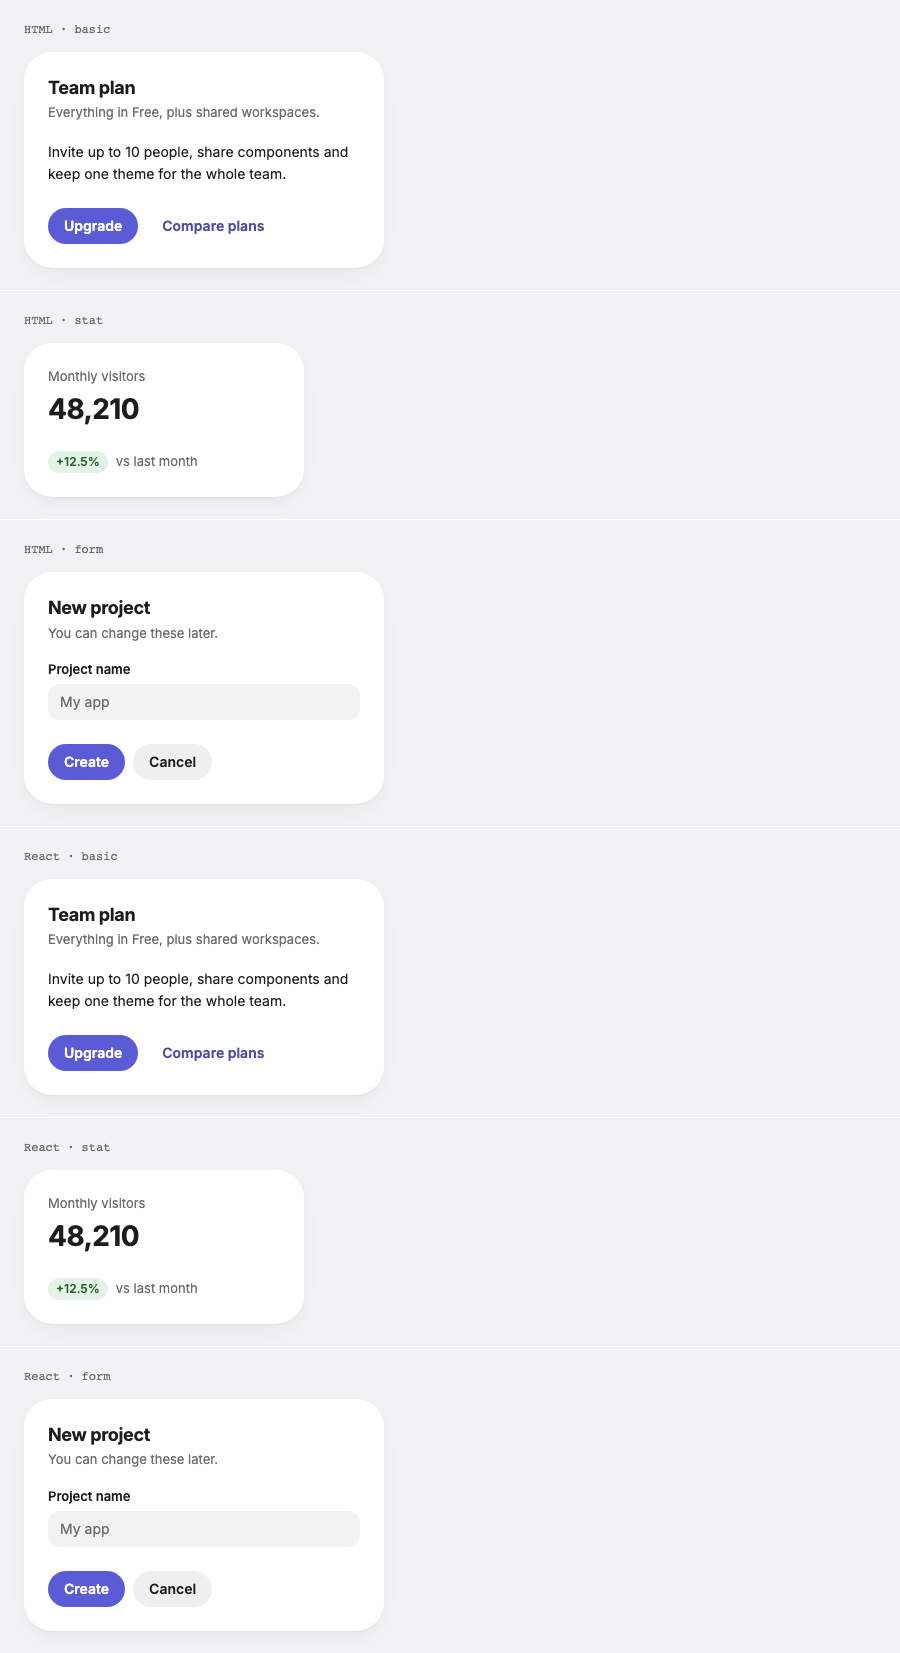 HTML · basic
Team plan
Everything in Free, plus shared workspaces.
Invite up to 10 people, share components and
keep one theme for the whole team.
Upgrade Compare plans
HTML · stat
Monthly visitors
48,210
+12.5% vs last month
HTML · form
New project
You can change these later.
Project name
My app
Create Cancel
React · basic
Team plan
Everything in Free, plus shared workspaces.
Invite up to 10 people, share components and
keep one theme for the whole team.
Upgrade Compare plans
React · stat
Monthly visitors
48,210
+12.5% vs last month
React · form
New project
You can change these later.
Project name
My app
Create Cancel